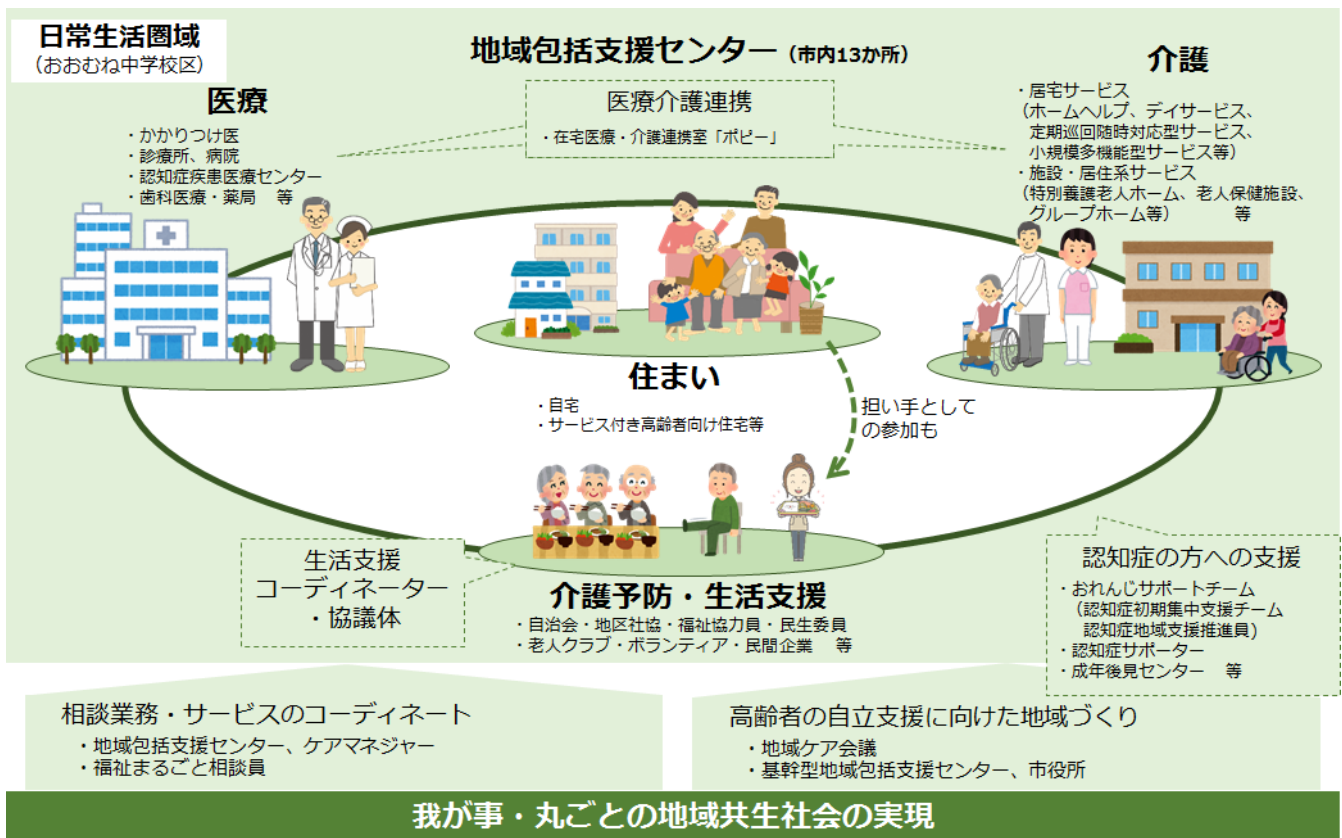 日常生活圏域
（おおむね中学校区）
地域包括支援センター（市内13か所）
医療
・かかりつけ医
・診療所、病院
・認知症疾患医療センター
・歯科医療・薬局　等
医療介護連携
・在宅医療・介護連携室「ポピー」
介護
・居宅サービス
（ホームヘルプ、デイサービス、
定期巡回随時対応型サービス、
小規模多機能型サービス等）
・施設・居住系サービス
（特別養護老人ホーム、老人保健施設、
グループホーム等）　　　等
住まい
・自宅
・サービス付き高齢者向け住宅等
担い手として
の参加も
生活支援
コーディネーター
・協議体
介護予防・生活支援
・自治会・地区社協・福祉協力員・民生委員
・老人クラブ・ボランティア・民間企業　等
認知症の方への支援
・おれんじサポートチーム
（認知症初期集中支援チーム
認知症地域支援推進員)
・認知症サポーター
・成年後見センター　等
相談業務・サービスのコーディネート
・地域包括支援センター、ケアマネジャー
・福祉まるごと相談員
高齢者の自立支援に向けた地域づくり
・地域ケア会議
・基幹型地域包括支援センター、市役所
我が事・丸ごとの地域共生社会の実現